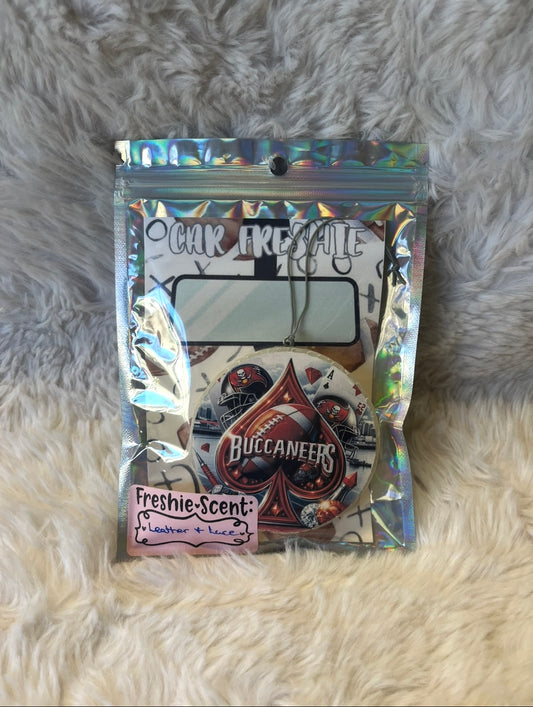 CAR FRESHIE
A
BUCCANEERS
Freshie Scent:
Leather + Lace